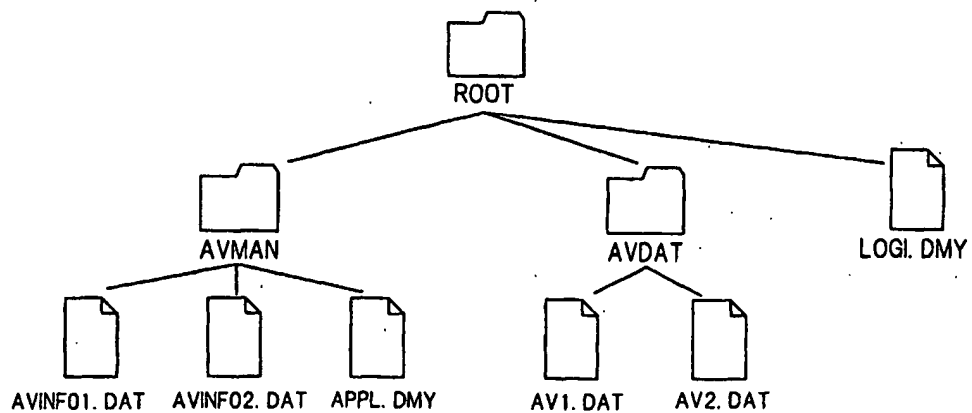 ROOT
AVMAN
AVDAT
LOGI. DMY
AVINF01. DAT
AVINF02. DAT
APPL. DMY
AV1. DAT
AV2. DAT